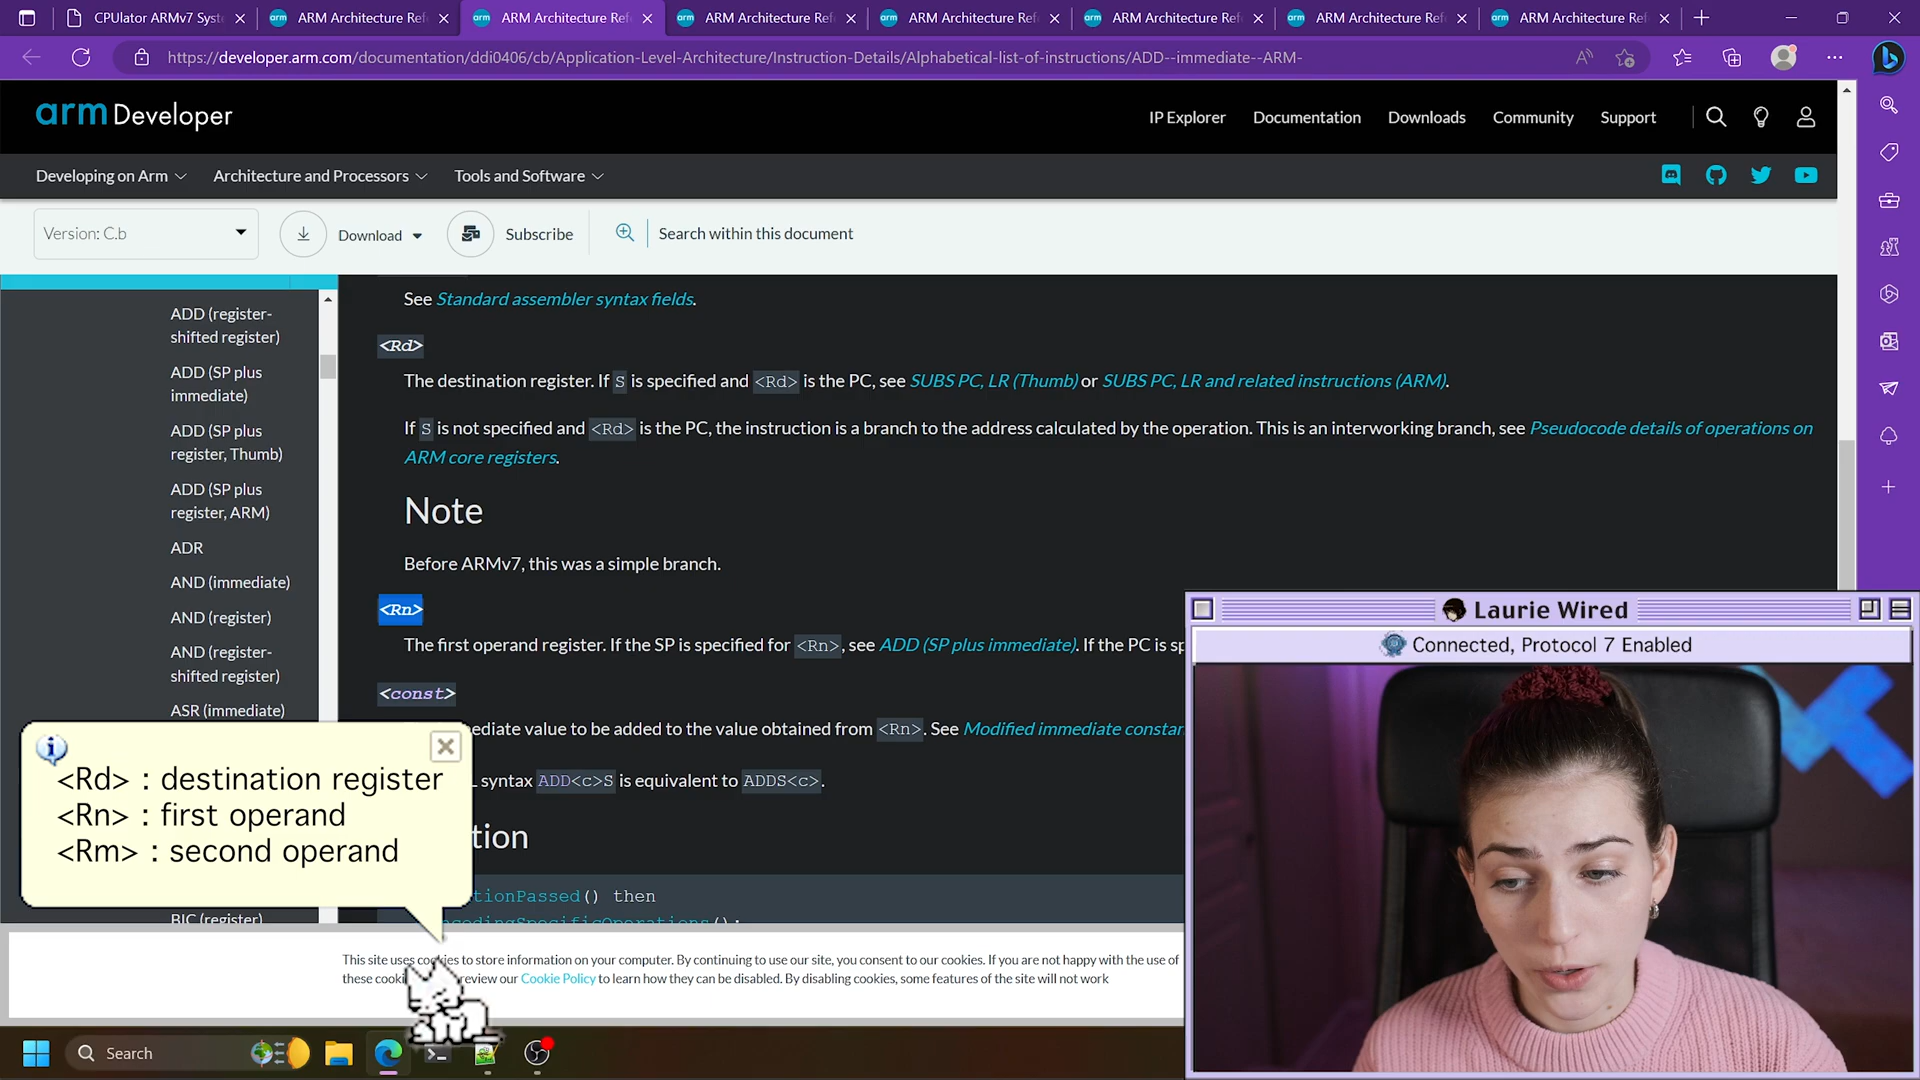 CPUlator ARMv7 Syst
ARM Architecture Ref
ARM Architecture Ref
ARM Architecture Ref
ARM Architecture Ref
ARM Architecture Ref
ARM Architecture Ref
ARM Architecture Ref
https://developer.arm.com/documentation/ddi0406/cb/Application-Level-Architecture/Instruction-Details/Alphabetical-list-of-instructions/ADD--immediate--ARM-
arm Developer
IP Explorer Documentation Downloads Community Support
Developing on Arm Architecture and Processors Tools and Software
Version: C.b Download Subscribe Search within this document
ADD (register-
shifted register)
ADD (SP plus
immediate)
ADD (SP plus
register, Thumb)
ADD (SP plus
register, ARM)
ADR
AND (immediate)
AND (register)
AND (register-
shifted register)
ASR (immediate)
BIC (register)
See Standard assembler syntax fields.
<Rd>
The destination register. If S is specified and <Rd> is the PC, see SUBS PC, LR (Thumb) or SUBS PC, LR and related instructions (ARM).
If S is not specified and <Rd> is the PC, the instruction is a branch to the address calculated by the operation. This is an interworking branch, see Pseudocode details of operations on
ARM core registers.
Note
Before ARMv7, this was a simple branch.
<Rn>
The first operand register. If the SP is specified for <Rn>, see ADD (SP plus immediate). If the PC is sp
<const>
ediate value to be added to the value obtained from <Rn>. See Modified immediate constan
syntax ADD<c>S is equivalent to ADDS<c>.
tion
tionPassed() then
ncodingSpecificOperations();
<Rd> : destination register
<Rn> : first operand
<Rm> : second operand
This site uses cookies to store information on your computer. By continuing to use our site, you consent to our cookies. If you are not happy with the use of
these cooki review our Cookie Policy to learn how they can be disabled. By disabling cookies, some features of the site will not work
Laurie Wired
Connected, Protocol 7 Enabled
Search